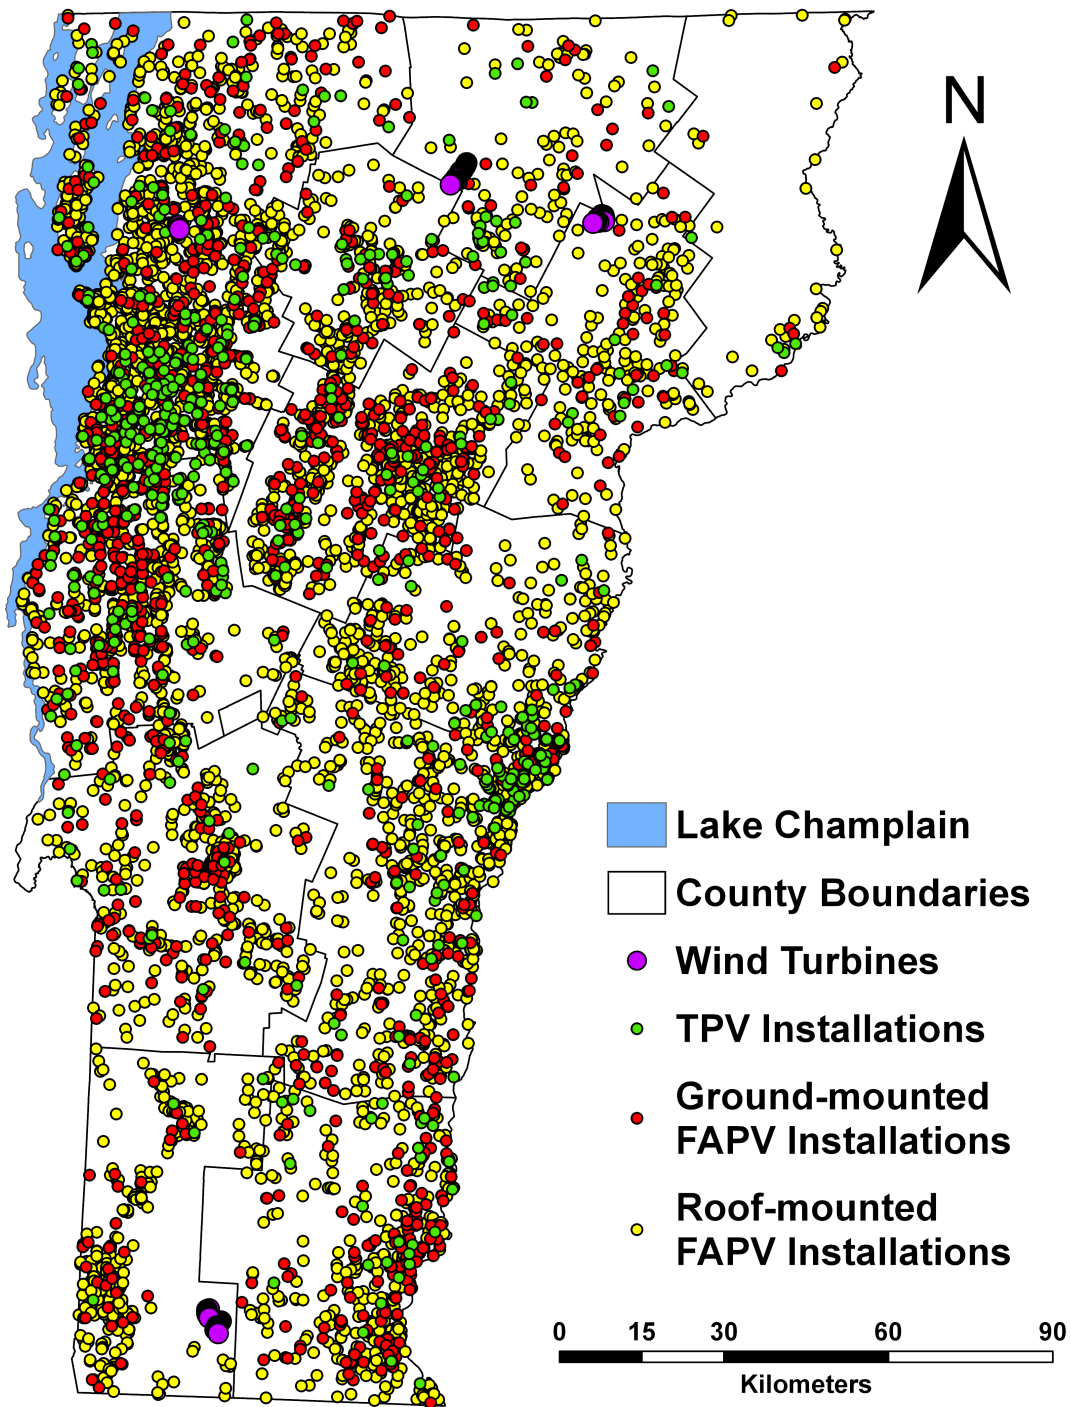 N
Lake Champlain
County Boundaries
Wind Turbines
TPV Installations
Ground-mounted
FAPV Installations
Roof-mounted
FAPV Installations
0 15 30 60 90
Kilometers